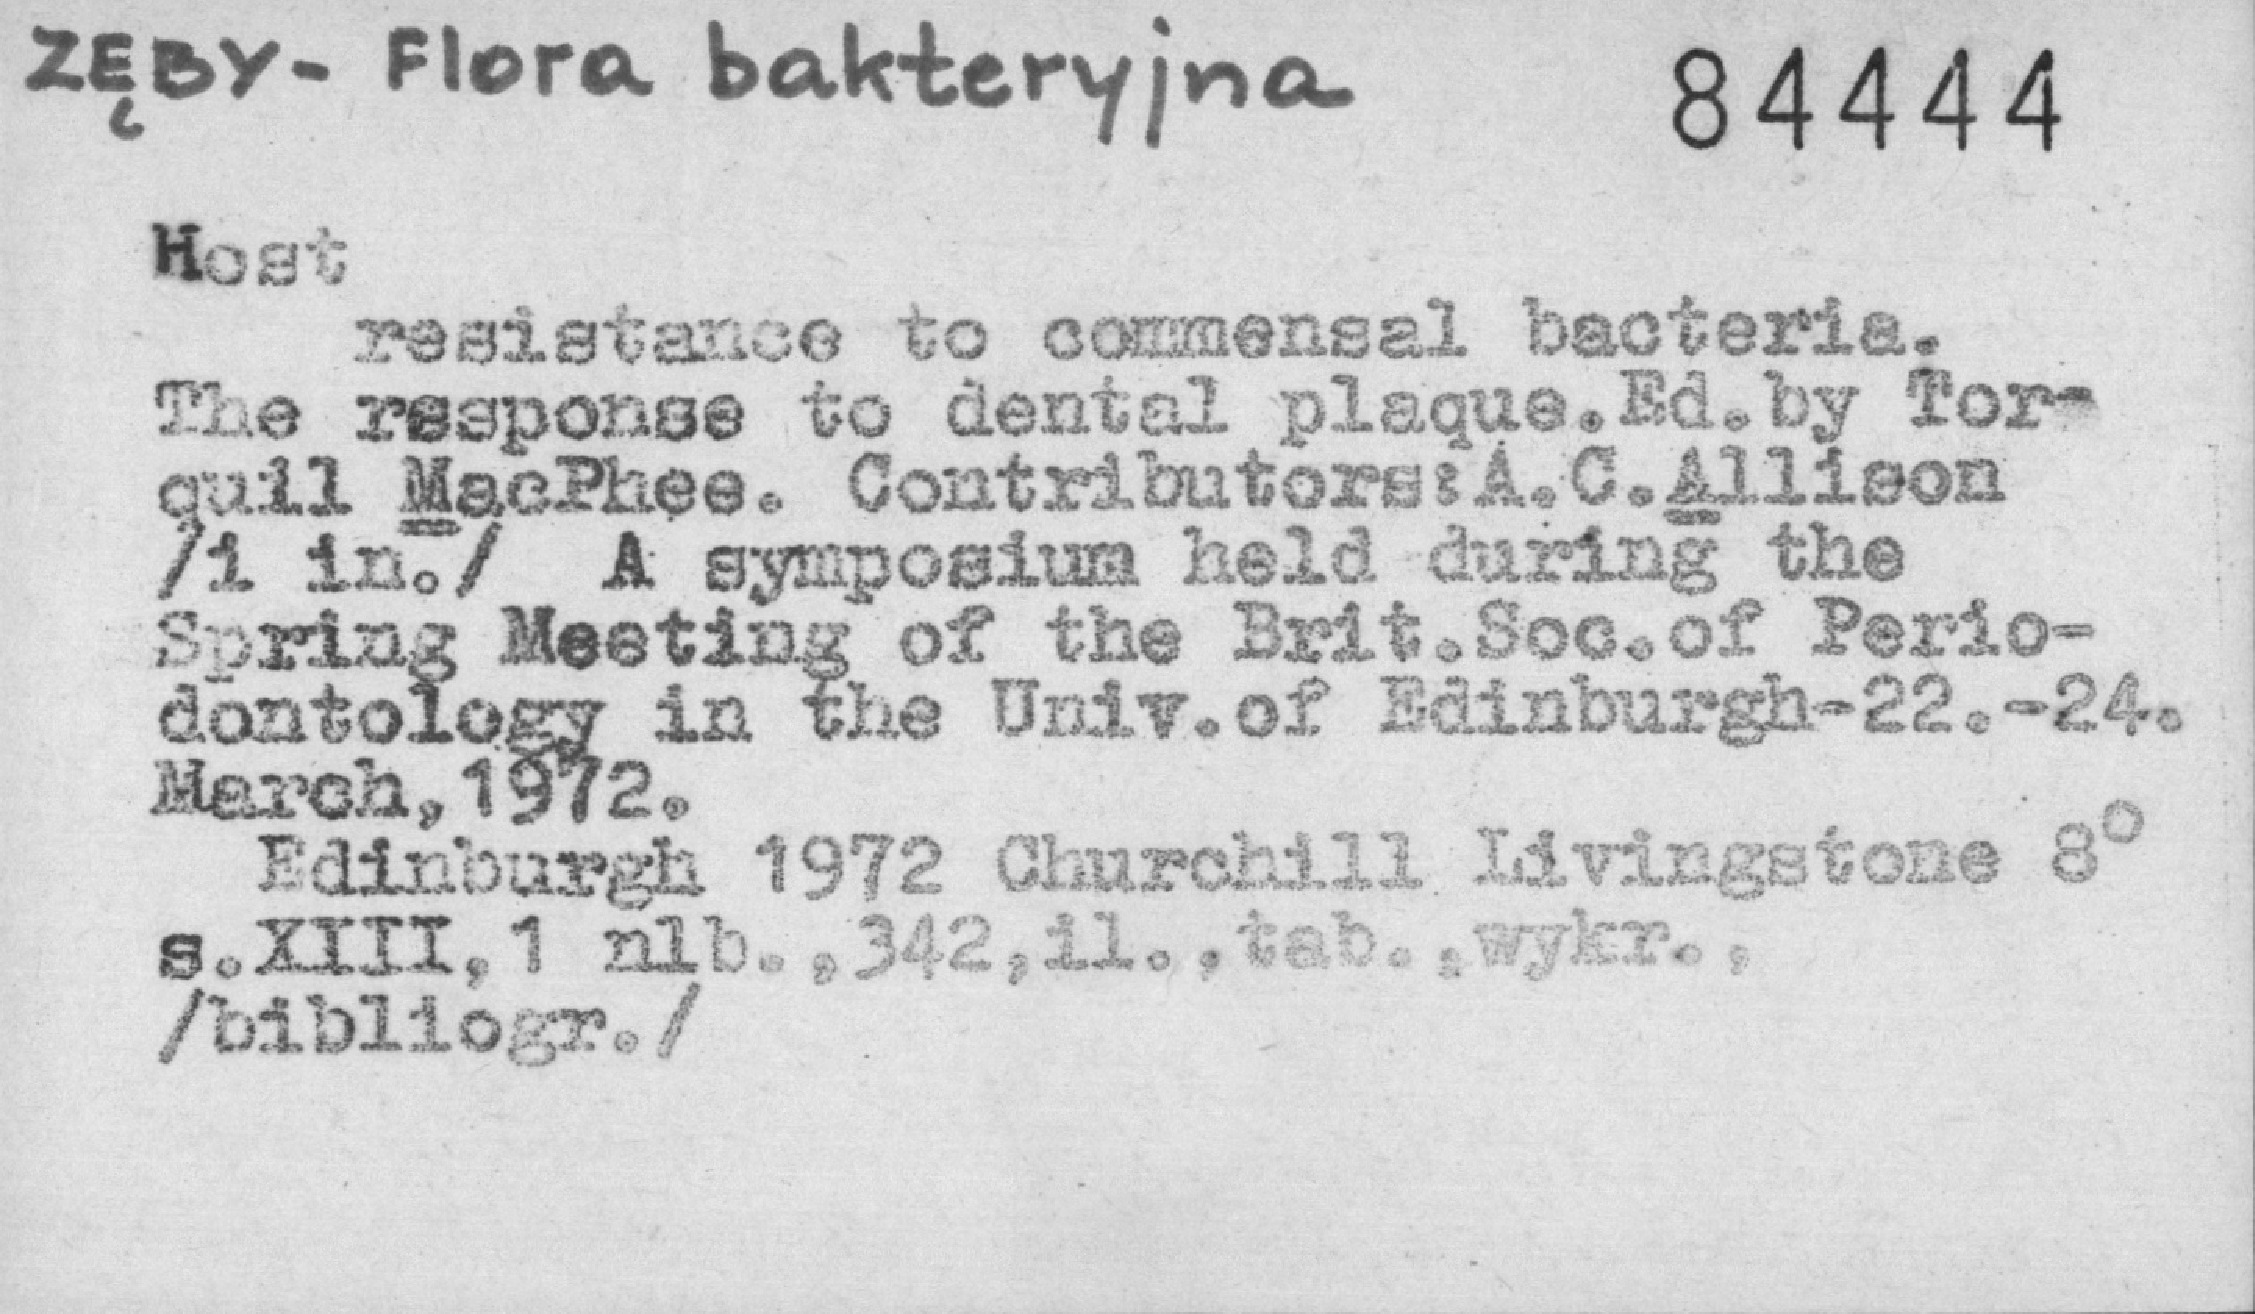 ZĘBY - Flora bakteryjna 84444
Host
resistance to commensal bacteria.
The response to dental plaque.Ed.by Tor-
quil MacPhee. Contributors:A.C.Allison
/i in./ A symposium held during the
Spring Meeting of the Brit.Soc.of Perio-
dontology in the Univ.of Edinburgh-22.-24.
March,1972.
Edinburgh 1972 Churchill Livingstone 8°
s.XIII,1 nlb.,342,il.,tab.,wykr.,
/bibliogr./